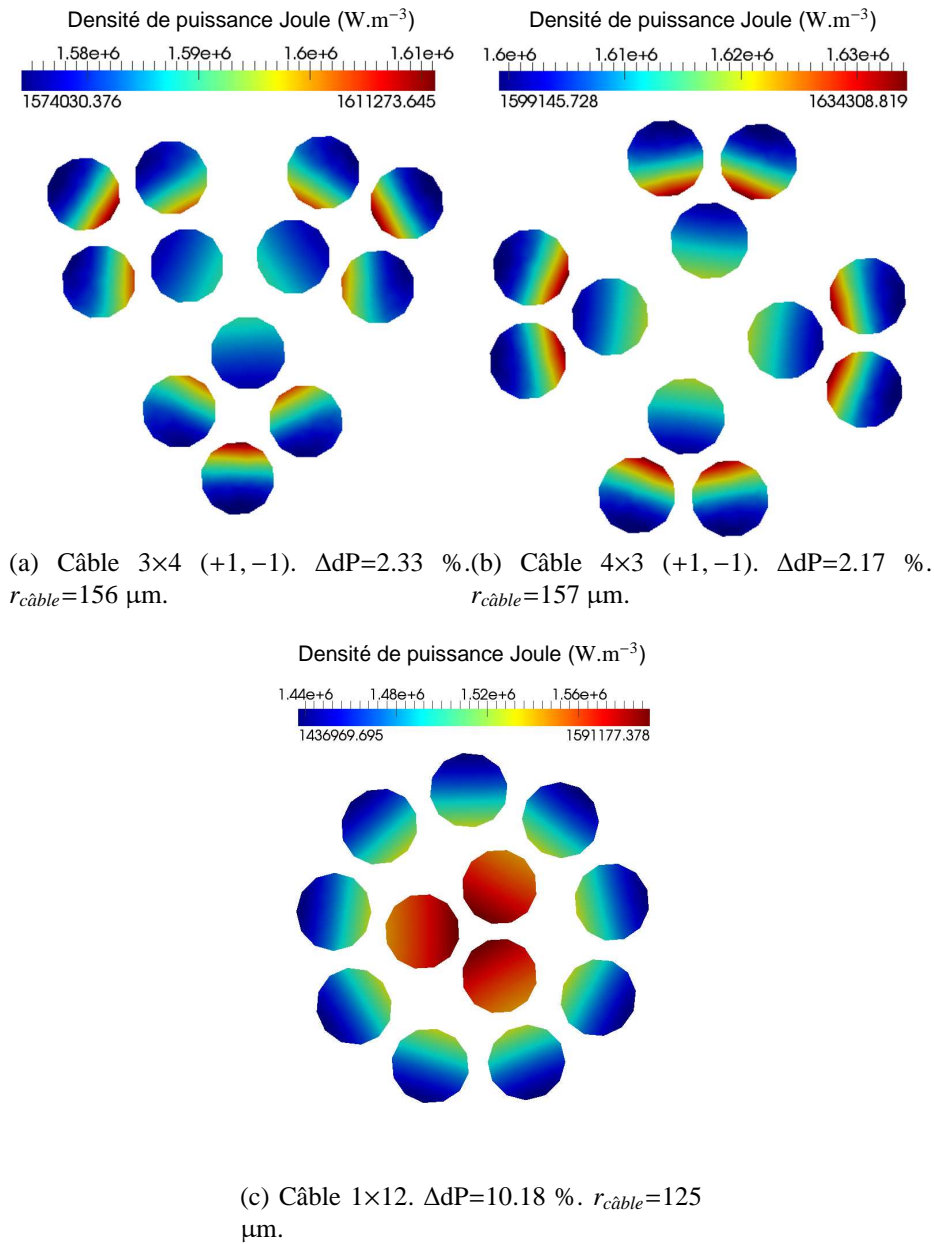 Densité de puissance Joule (W.m⁻³)
1.58e+6 1.59e+6 1.6e+6 1.61e+6
1574030.376 1611273.645
Densité de puissance Joule (W.m⁻³)
1.6e+6 1.61e+6 1.62e+6 1.63e+6
1599145.728 1634308.819
(a) Câble 3×4 (+1, −1). ΔdP=2.33 %.
r_câble=156 μm.
(b) Câble 4×3 (+1, −1). ΔdP=2.17 %.
r_câble=157 μm.
Densité de puissance Joule (W.m⁻³)
1.44e+6 1.48e+6 1.52e+6 1.56e+6
1436969.695 1591177.378
(c) Câble 1×12. ΔdP=10.18 %. r_câble=125
μm.